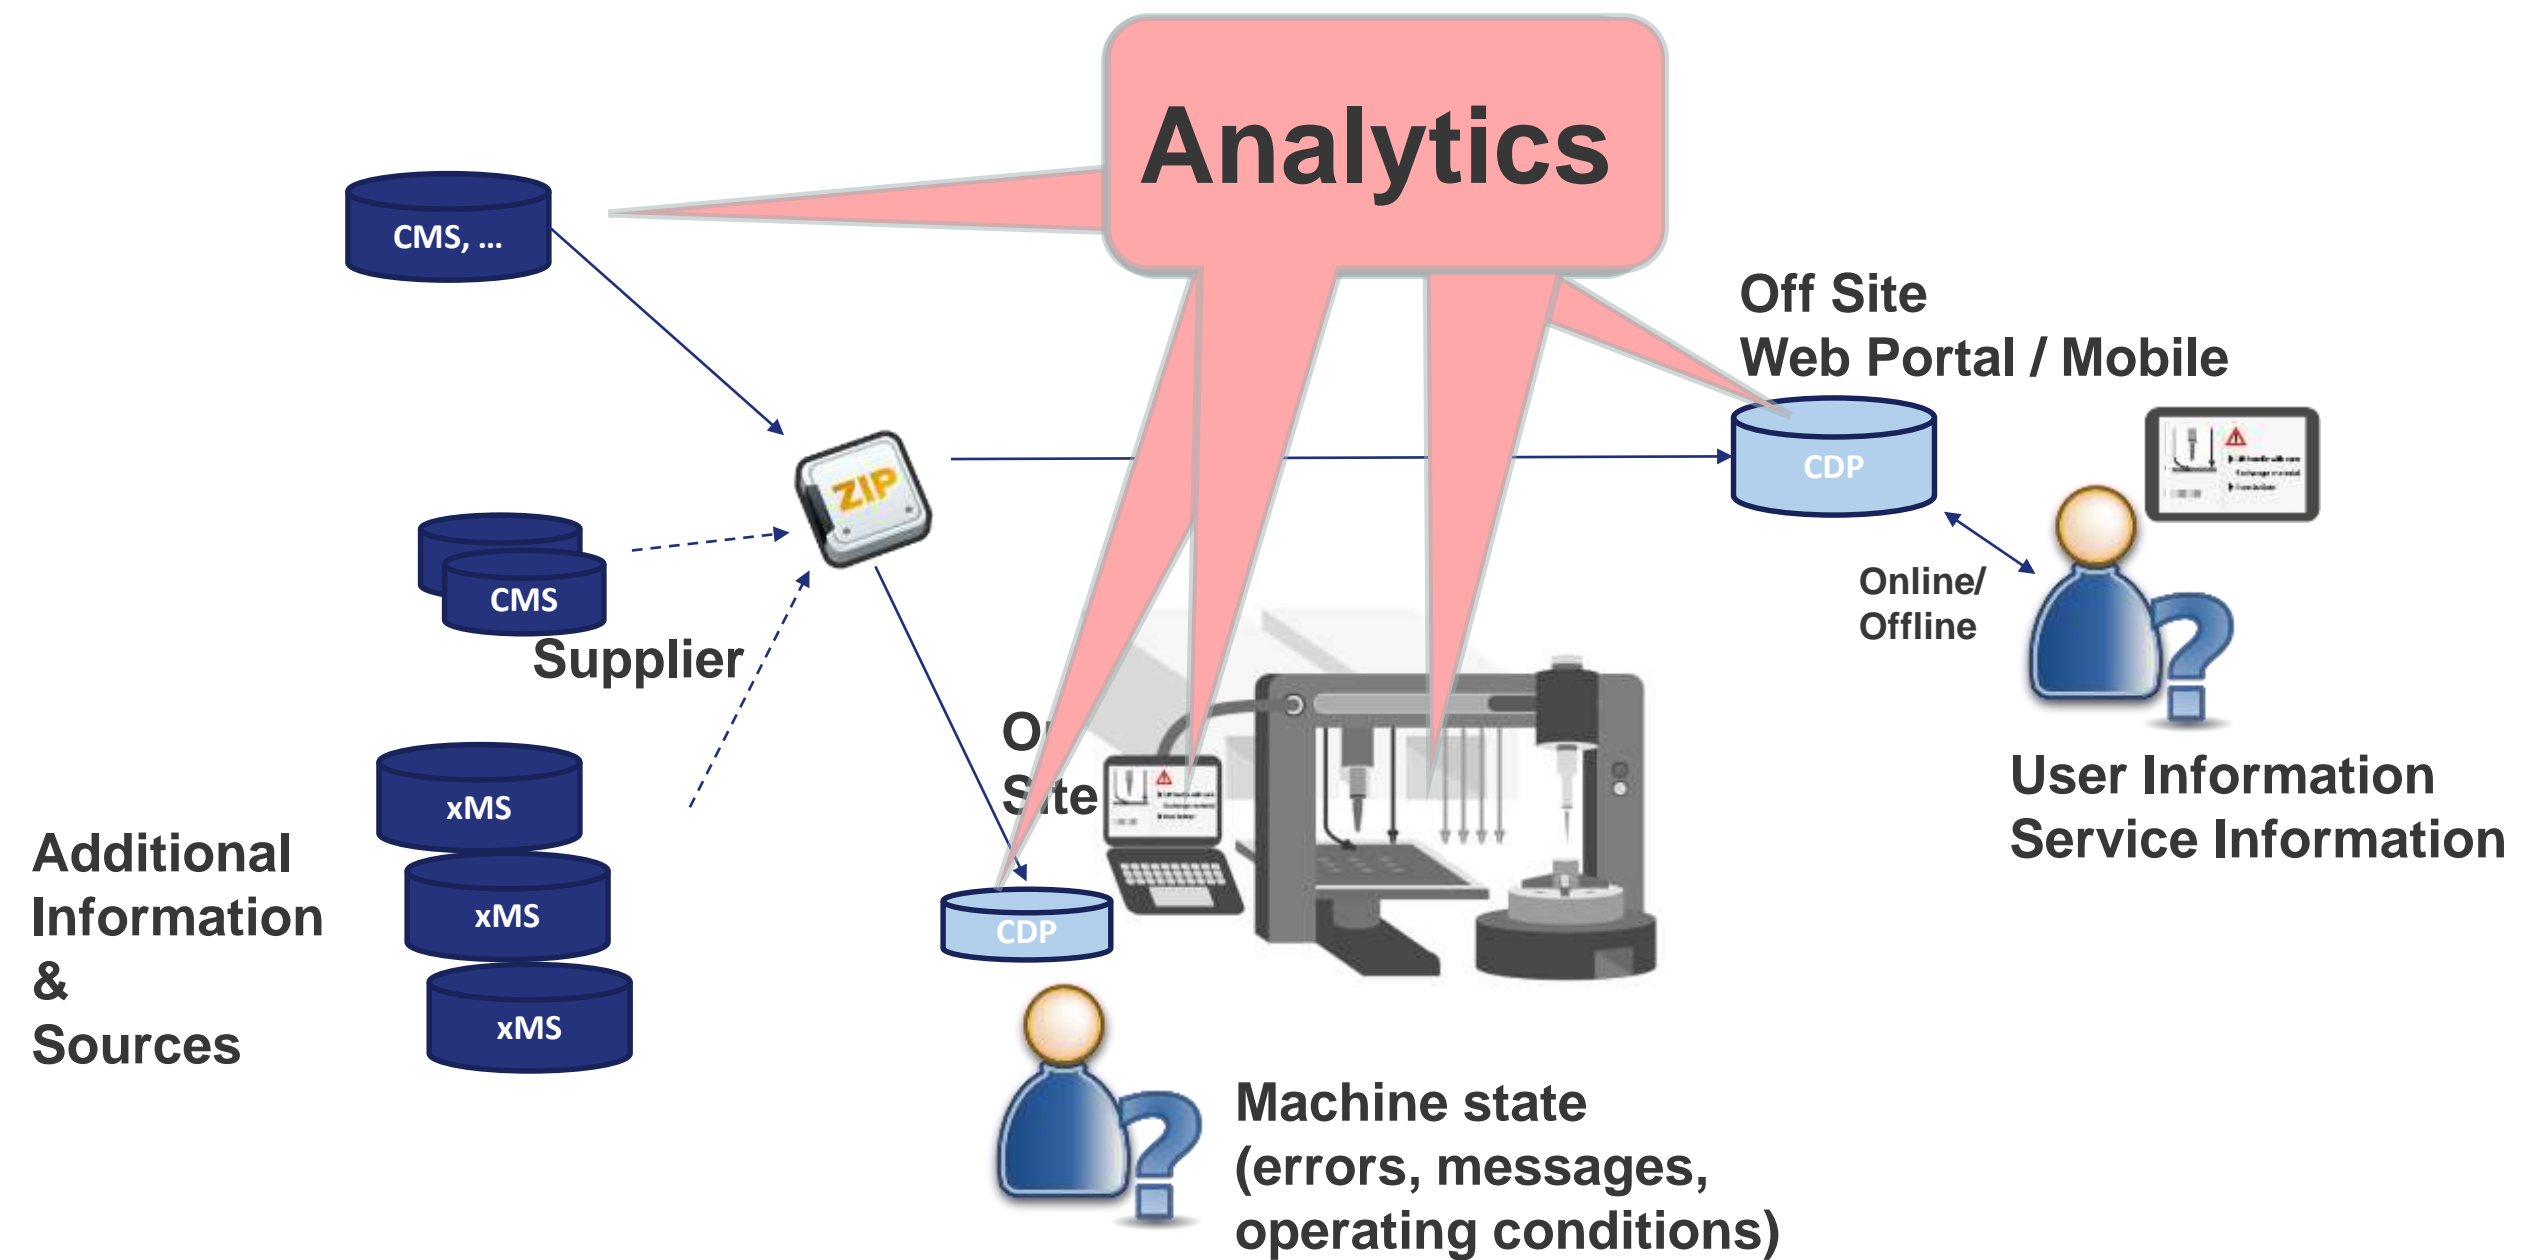 Analytics
CMS, ...
Off Site
Web Portal / Mobile
ZIP
CDP
CMS
Supplier
Online/
Offline
xMS
Site
User Information
Service Information
Additional
Information
&
Sources
xMS
CDP
xMS
Machine state
(errors, messages,
operating conditions)